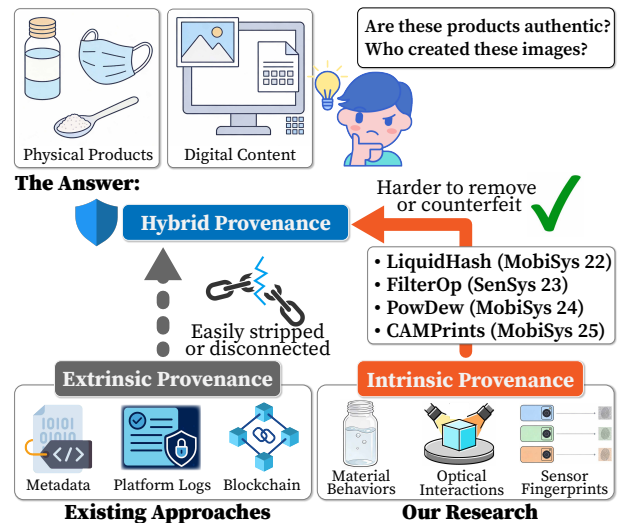 Are these products authentic?
Who created these images?
Physical Products
Digital Content
The Answer:
Harder to remove
or counterfeit
Hybrid Provenance
• LiquidHash (MobiSys 22)
• FilterOp (SenSys 23)
• PowDew (MobiSys 24)
• CAMPrints (MobiSys 25)
Easily stripped
or disconnected
Extrinsic Provenance
Intrinsic Provenance
10101
01010
</>
Metadata
Platform Logs
Blockchain
Material
Behaviors
Optical
Interactions
Sensor
Fingerprints
Existing Approaches
Our Research